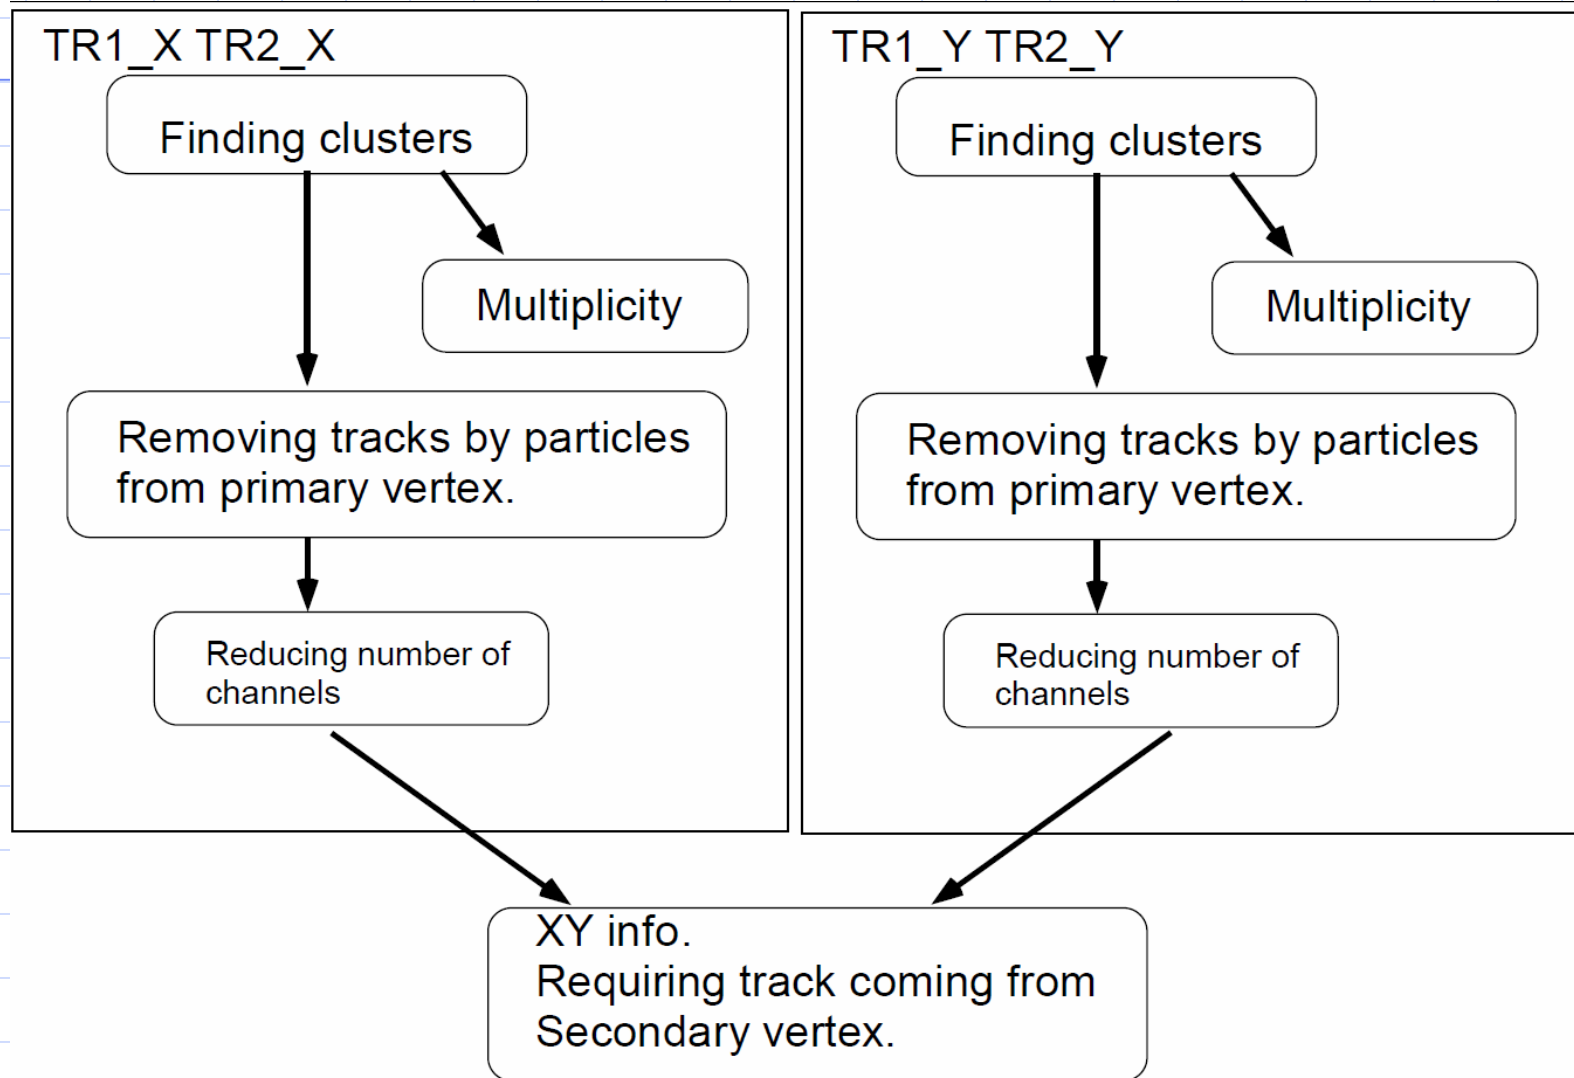 TR1_X TR2_X
Finding clusters
Multiplicity
Removing tracks by particles
from primary vertex.
Reducing number of
channels
TR1_Y TR2_Y
Finding clusters
Multiplicity
Removing tracks by particles
from primary vertex.
Reducing number of
channels
XY info.
Requiring track coming from
Secondary vertex.